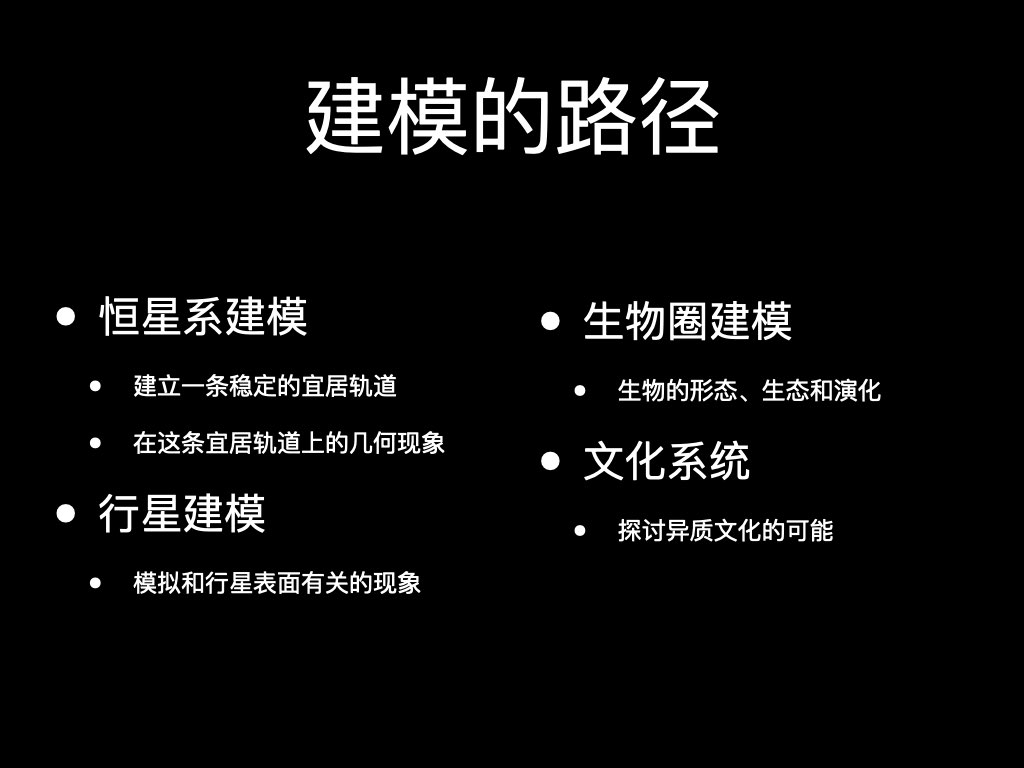 建模的路径
恒星系建模
建立一条稳定的宜居轨道
在这条宜居轨道上的几何现象
行星建模
模拟和行星表面有关的现象
生物圈建模
生物的形态、生态和演化
文化系统
探讨异质文化的可能